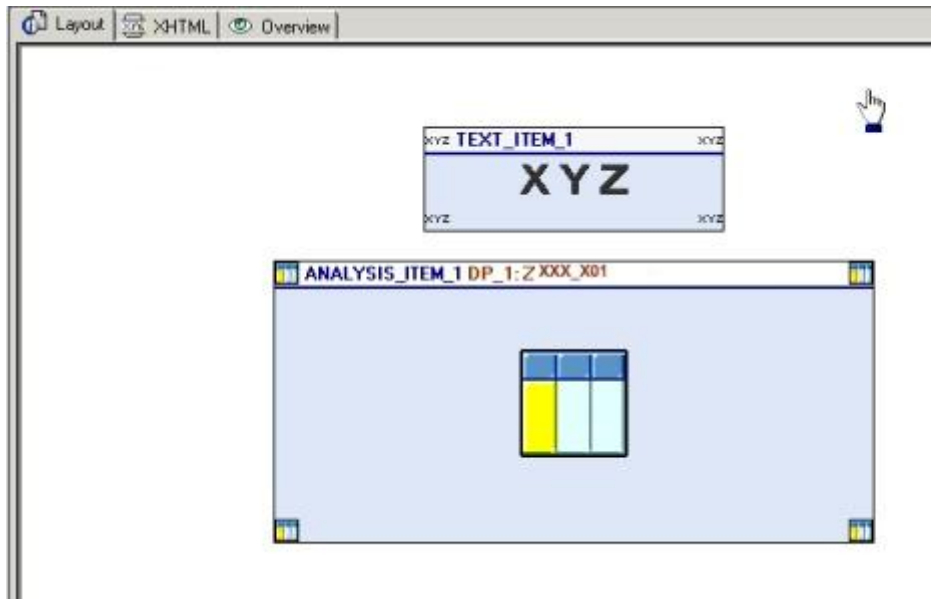 Layout XHTML Overview
XYZ TEXT_ITEM_1 XYZ
XYZ
XYZ XYZ
ANALYSIS_ITEM_1 DP_1:Z XXX_X01